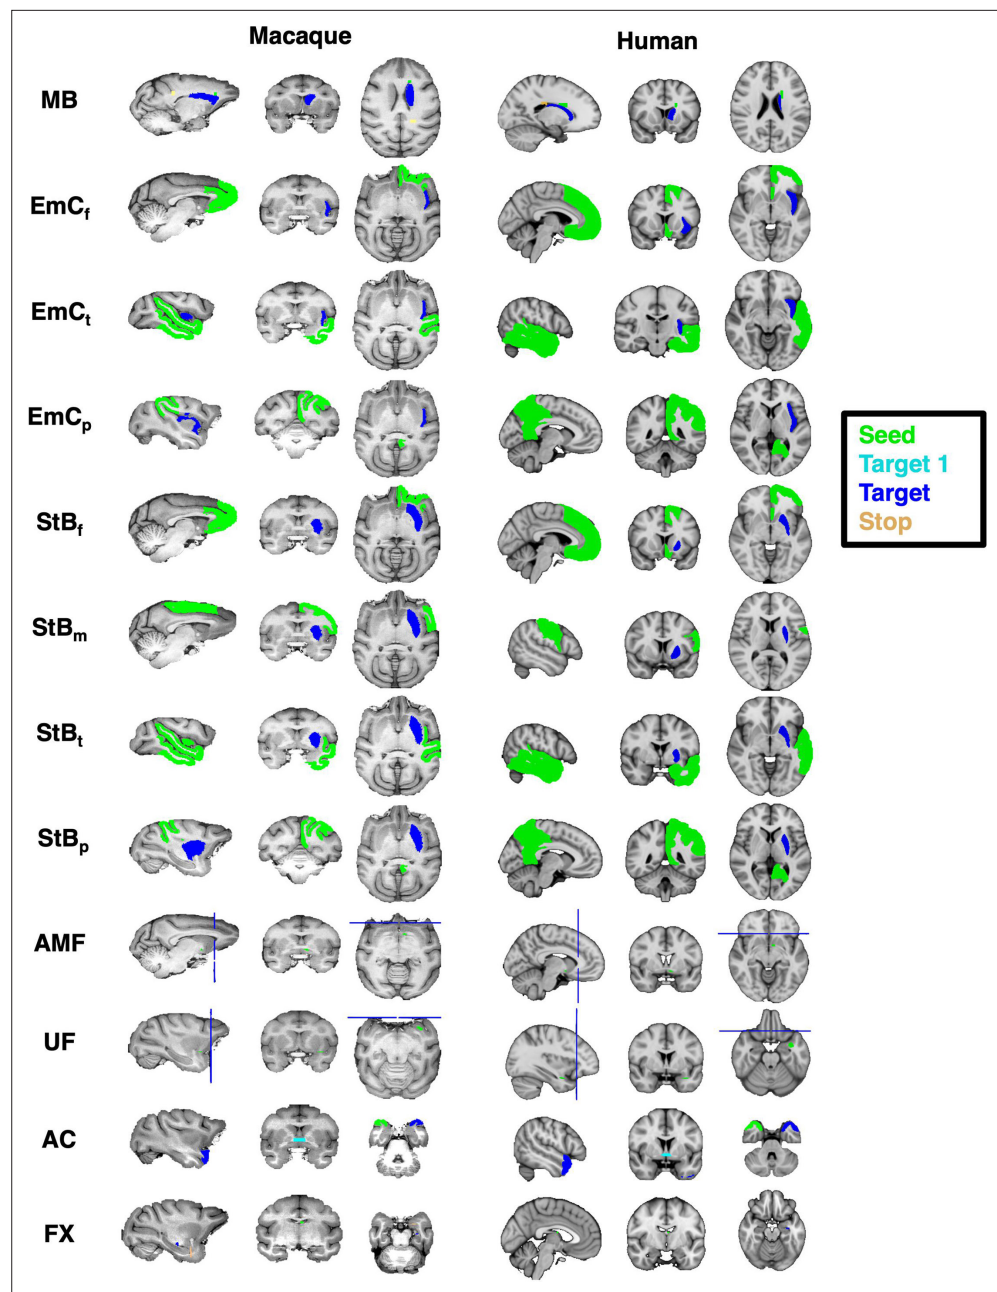 Macaque
Human
MB
EmCf
EmCt
EmCp
StBf
StBm
StBt
StBp
AMF
UF
AC
FX
Seed
Target 1
Target
Stop